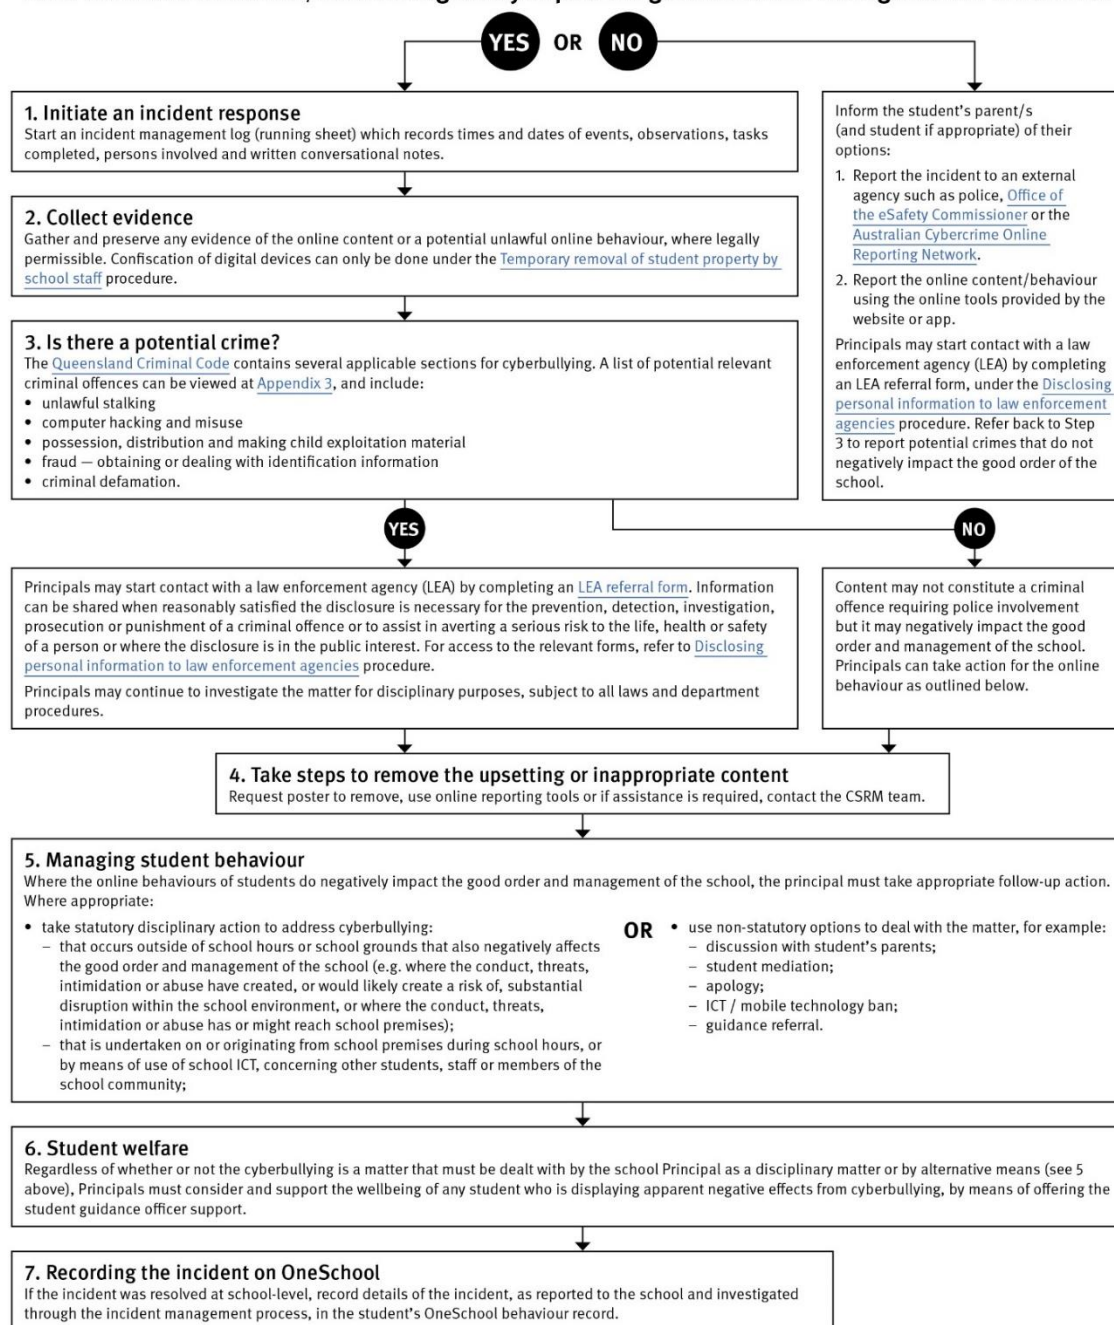 YES OR NO
1. Initiate an incident response
Start an incident management log (running sheet) which records times and dates of events, observations, tasks
completed, persons involved and written conversational notes.
2. Collect evidence
Gather and preserve any evidence of the online content or a potential unlawful online behaviour, where legally
permissible. Confiscation of digital devices can only be done under the Temporary removal of student property by
school staff procedure.
3. Is there a potential crime?
The Queensland Criminal Code contains several applicable sections for cyberbullying. A list of potential relevant
criminal offences can be viewed at Appendix 3, and include:
• unlawful stalking
• computer hacking and misuse
• possession, distribution and making child exploitation material
• fraud — obtaining or dealing with identification information
• criminal defamation.
Inform the student's parent/s
(and student if appropriate) of their
options:
1. Report the incident to an external
agency such as police, Office of
the eSafety Commissioner or the
Australian Cybercrime Online
Reporting Network.
2. Report the online content/behaviour
using the online tools provided by the
website or app.
Principals may start contact with a law
enforcement agency (LEA) by completing
an LEA referral form, under the Disclosing
personal information to law enforcement
agencies procedure. Refer back to Step
3 to report potential crimes that do not
negatively impact the good order of the
school.
YES
NO
Principals may start contact with a law enforcement agency (LEA) by completing an LEA referral form. Information
can be shared when reasonably satisfied the disclosure is necessary for the prevention, detection, investigation,
prosecution or punishment of a criminal offence or to assist in averting a serious risk to the life, health or safety
of a person or where the disclosure is in the public interest. For access to the relevant forms, refer to Disclosing
personal information to law enforcement agencies procedure.
Principals may continue to investigate the matter for disciplinary purposes, subject to all laws and department
procedures.
Content may not constitute a criminal
offence requiring police involvement
but it may negatively impact the good
order and management of the school.
Principals can take action for the online
behaviour as outlined below.
4. Take steps to remove the upsetting or inappropriate content
Request poster to remove, use online reporting tools or if assistance is required, contact the CSRM team.
5. Managing student behaviour
Where the online behaviours of students do negatively impact the good order and management of the school, the principal must take appropriate follow-up action.
Where appropriate:
• take statutory disciplinary action to address cyberbullying:
– that occurs outside of school hours or school grounds that also negatively affects
the good order and management of the school (e.g. where the conduct, threats,
intimidation or abuse have created, or would likely create a risk of, substantial
disruption within the school environment, or where the conduct, threats,
intimidation or abuse has or might reach school premises);
– that is undertaken on or originating from school premises during school hours, or
by means of use of school ICT, concerning other students, staff or members of the
school community;
OR
• use non-statutory options to deal with the matter, for example:
– discussion with student's parents;
– student mediation;
– apology;
– ICT / mobile technology ban;
– guidance referral.
6. Student welfare
Regardless of whether or not the cyberbullying is a matter that must be dealt with by the school Principal as a disciplinary matter or by alternative means (see 5
above), Principals must consider and support the wellbeing of any student who is displaying apparent negative effects from cyberbullying, by means of offering the
student guidance officer support.
7. Recording the incident on OneSchool
If the incident was resolved at school-level, record details of the incident, as reported to the school and investigated
through the incident management process, in the student's OneSchool behaviour record.